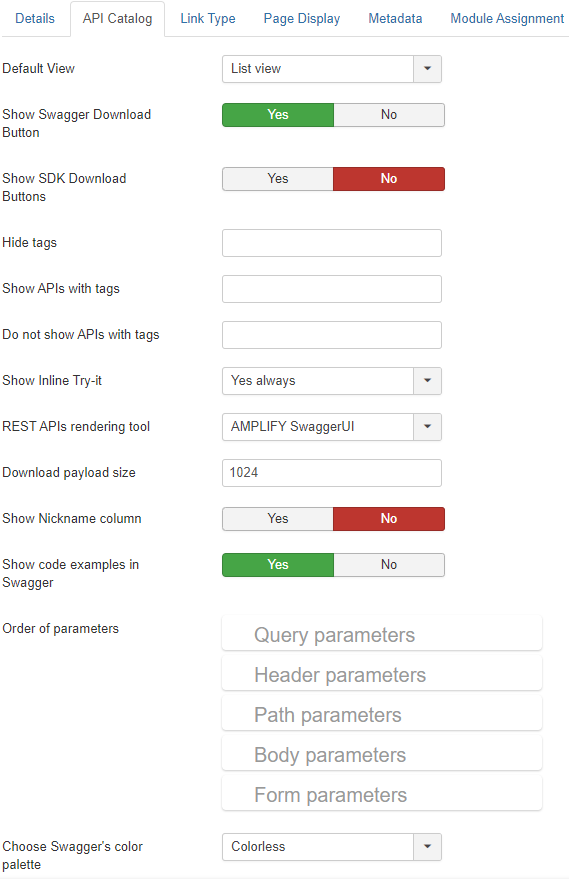 Details API Catalog Link Type Page Display Metadata Module Assignment
Default View List view
Show Swagger Download Yes No
Button
Show SDK Download Yes No
Buttons
Hide tags
Show APIs with tags
Do not show APIs with tags
Show Inline Try-it Yes always
REST APIs rendering tool AMPLIFY SwaggerUI
Download payload size 1024
Show Nickname column Yes No
Show code examples in Yes No
Swagger
Order of parameters Query parameters
Header parameters
Path parameters
Body parameters
Form parameters
Choose Swagger's color Colorless
palette